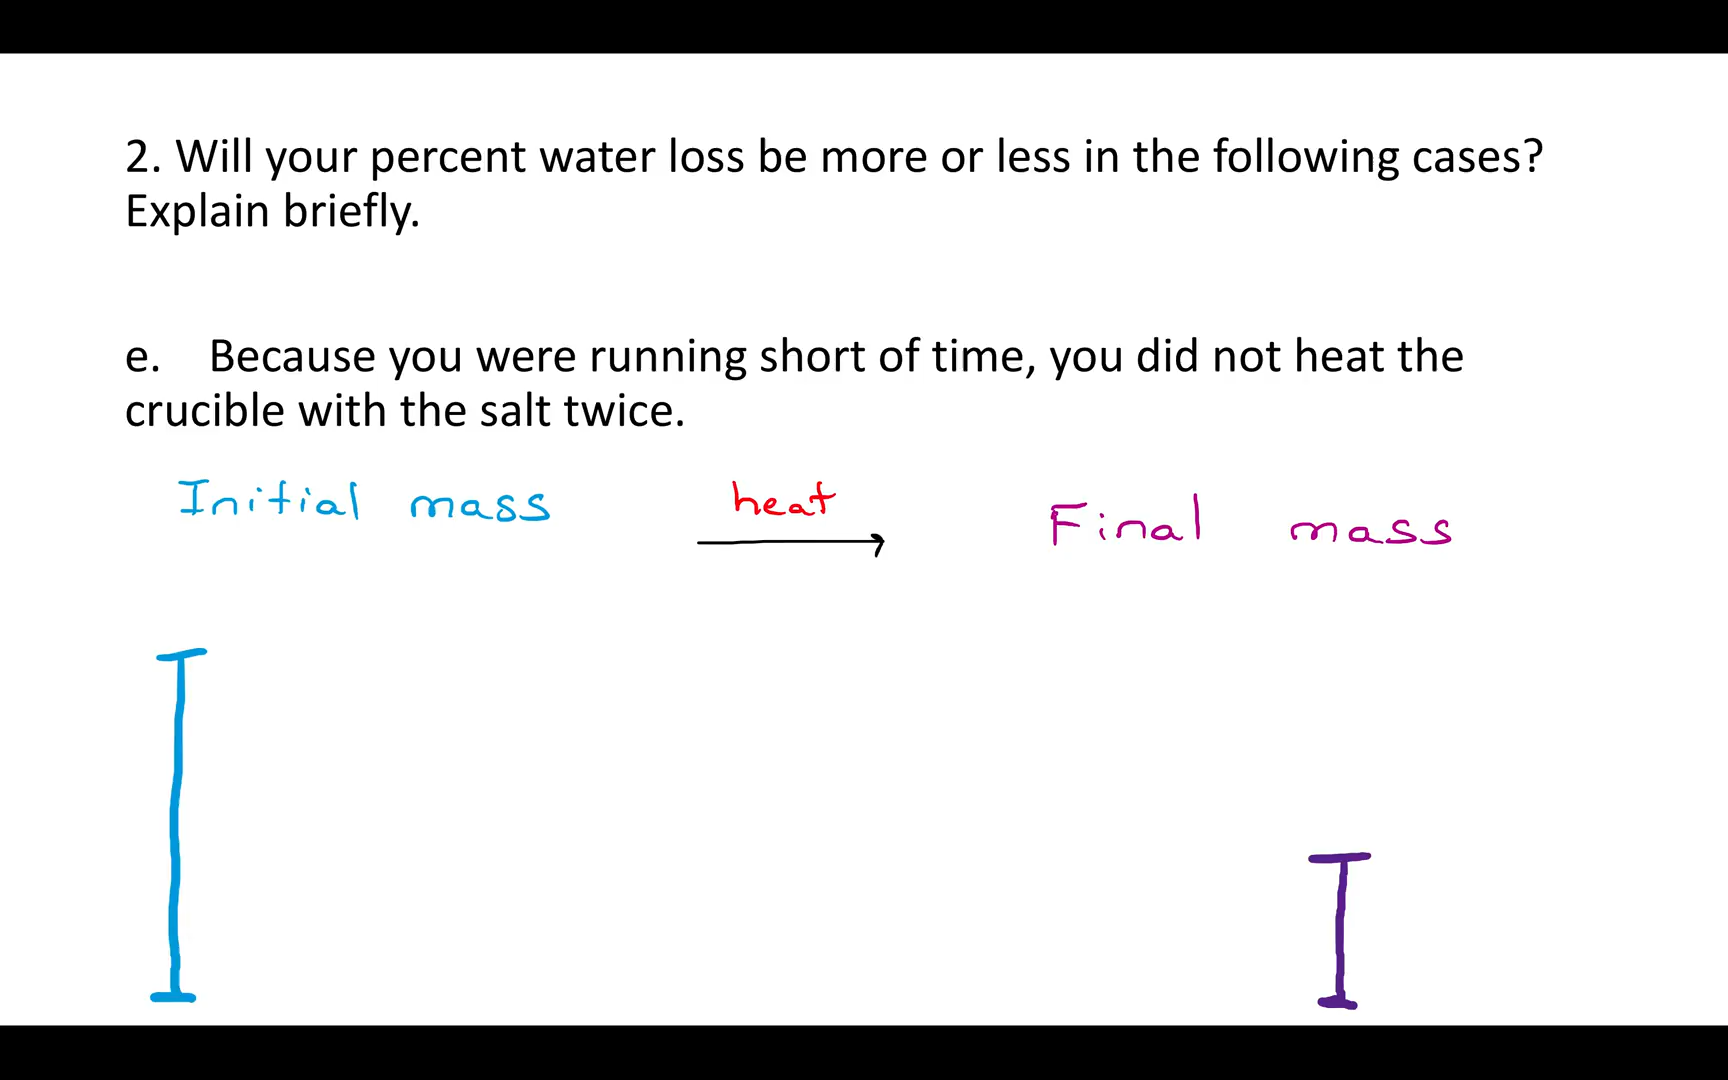 2. Will your percent water loss be more or less in the following cases?
Explain briefly.
e. Because you were running short of time, you did not heat the
crucible with the salt twice.
Initial mass heat Final mass